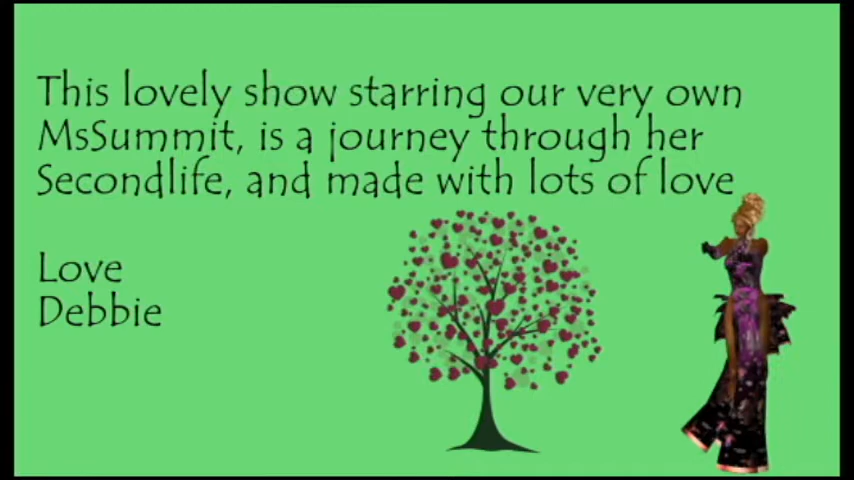 This lovely show starring our very own
MsSummit, is a journey through her
Secondlife, and made with lots of love
Love
Debbie